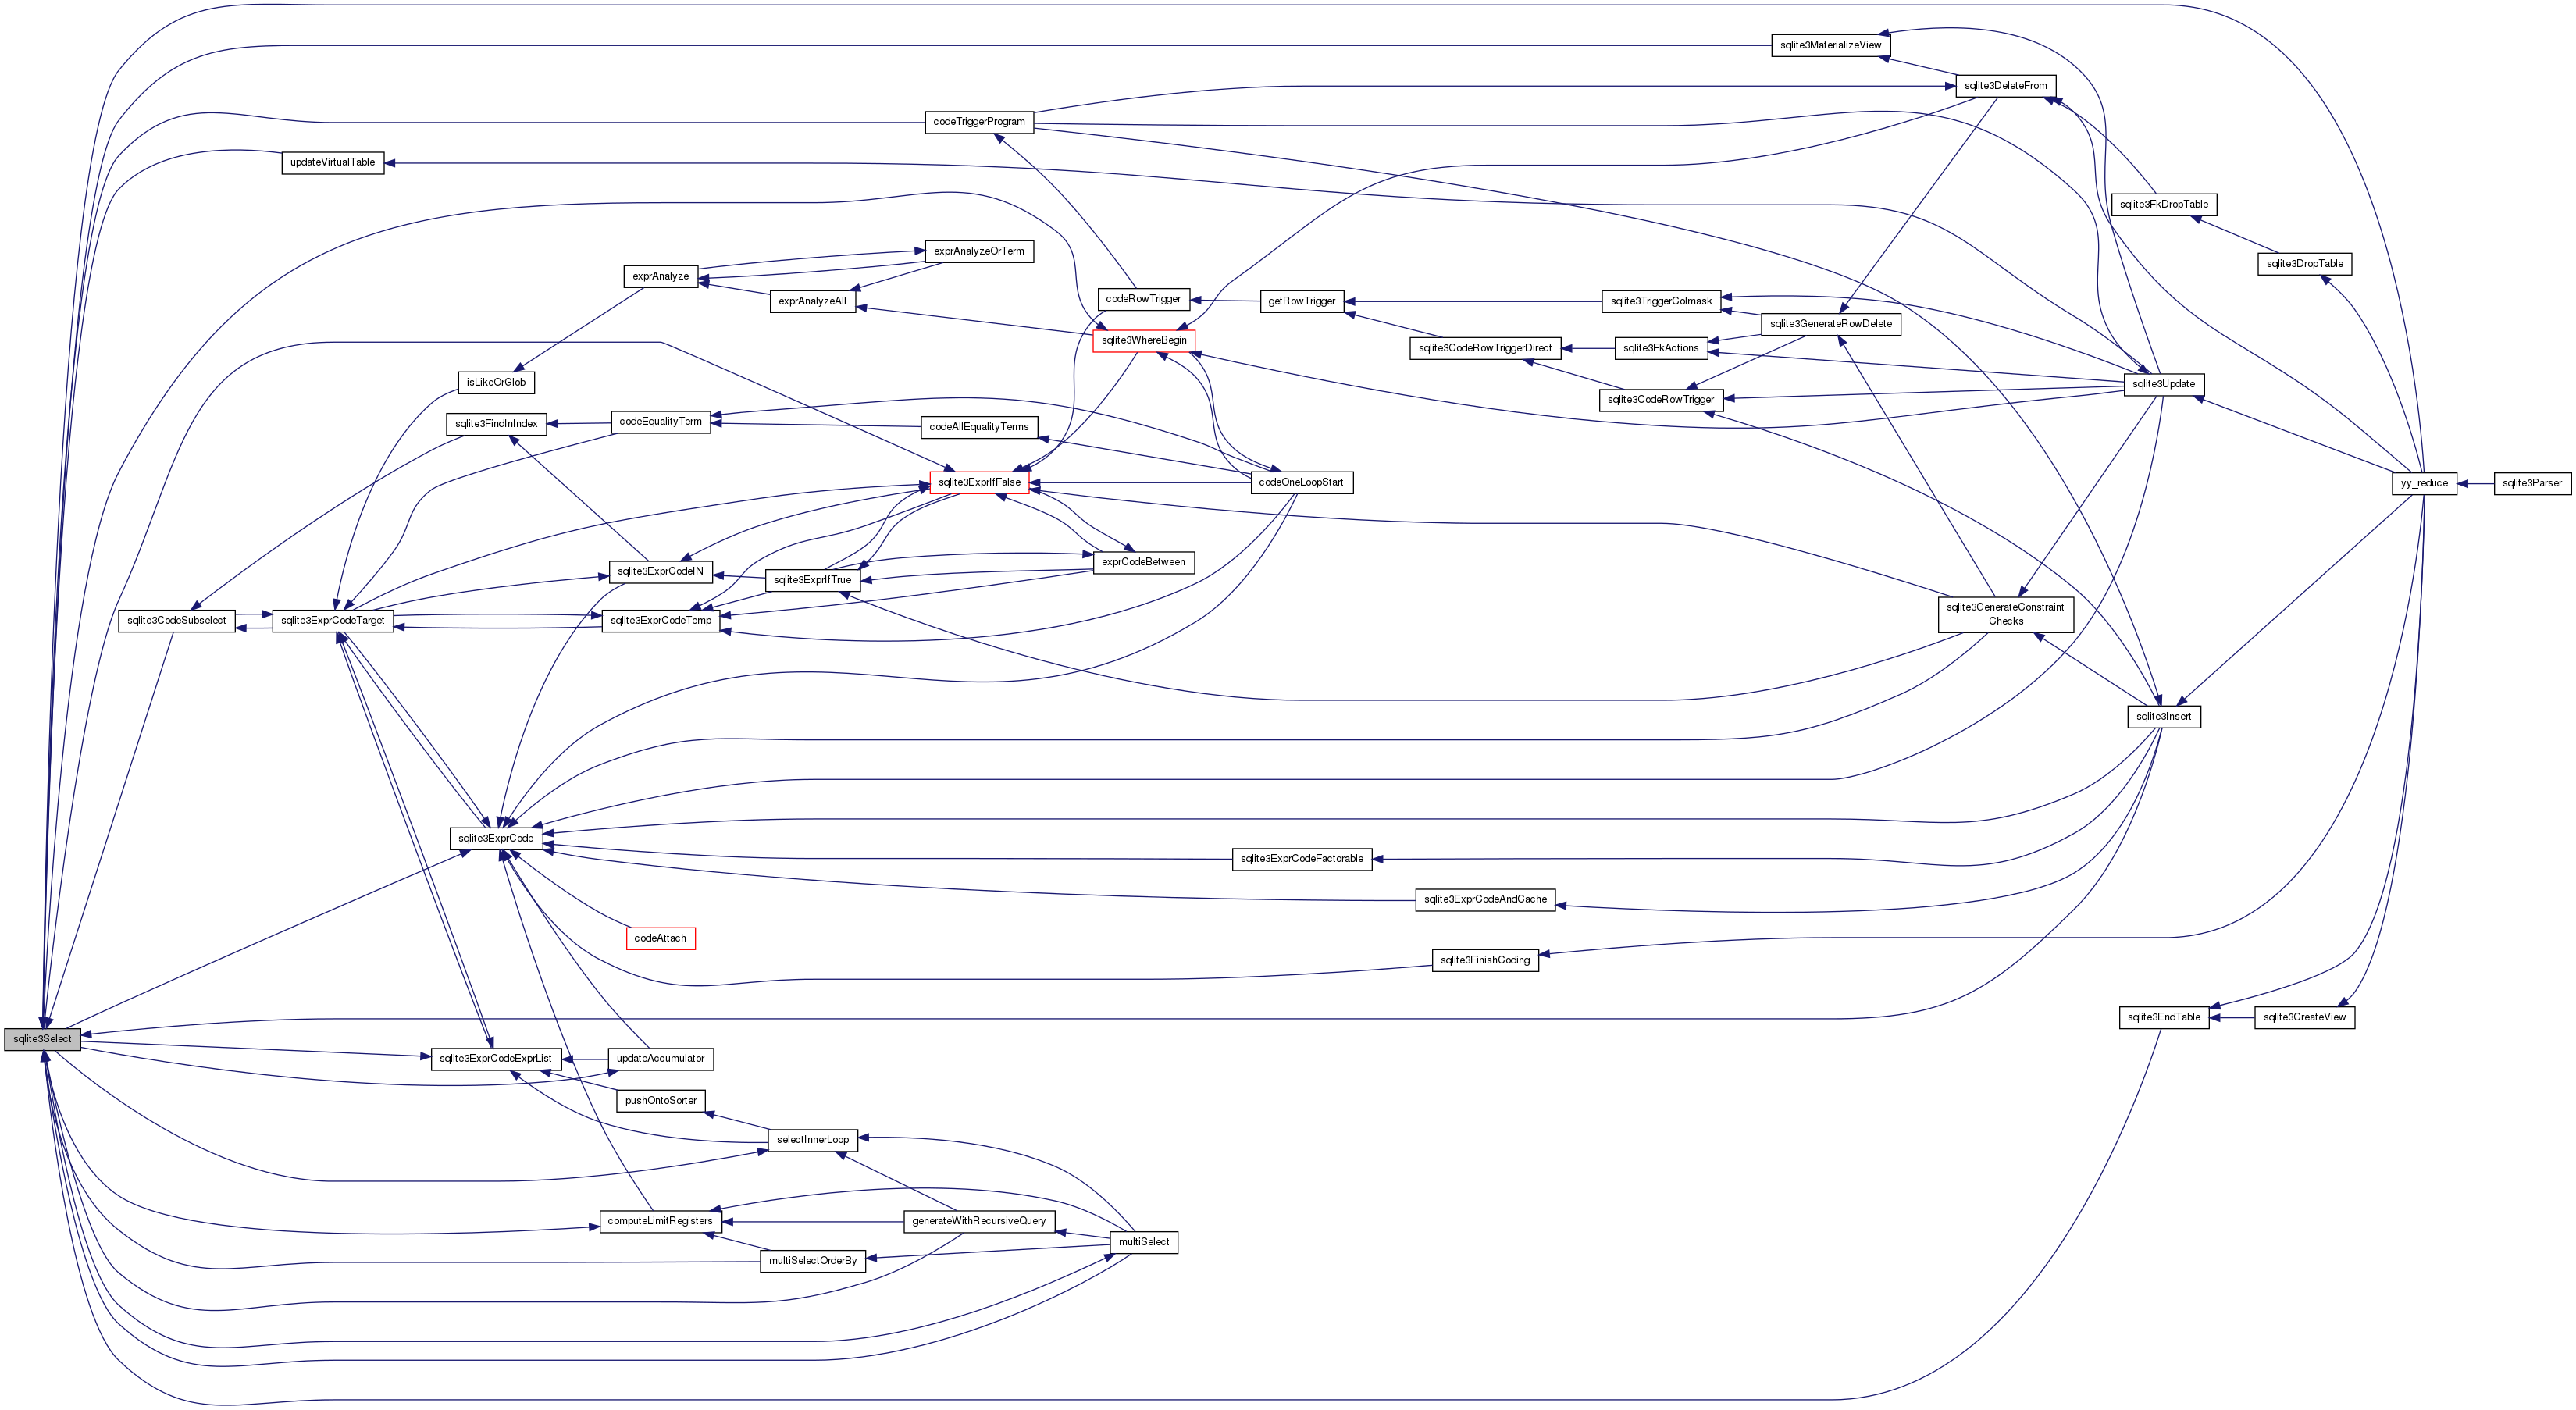 sqlite3MaterializeView
sqlite3DeleteFrom
codeTriggerProgram
updateVirtualTable
sqlite3FkDropTable
exprAnalyzeOrTerm
sqlite3DropTable
exprAnalyze
exprAnalyzeAll
codeRowTrigger
getRowTrigger
sqlite3TriggerColmask
sqlite3GenerateRowDelete
sqlite3WhereBegin
sqlite3CodeRowTriggerDirect
sqlite3FkActions
isLikeOrGlob
sqlite3Update
sqlite3CodeRowTrigger
sqlite3FindInIndex
codeEqualityTerm
codeAllEqualityTerms
sqlite3ExprIfFalse
codeOneLoopStart
yy_reduce
sqlite3Parser
exprCodeBetween
sqlite3ExprCodeIN
sqlite3ExprIfTrue
sqlite3CodeSubselect
sqlite3ExprCodeTarget
sqlite3ExprCodeTemp
sqlite3GenerateConstraint
Checks
sqlite3Insert
sqlite3ExprCode
sqlite3ExprCodeFactorable
sqlite3ExprCodeAndCache
codeAttach
sqlite3FinishCoding
sqlite3EndTable
sqlite3CreateView
sqlite3Select
sqlite3ExprCodeExprList
updateAccumulator
pushOntoSorter
selectInnerLoop
computeLimitRegisters
generateWithRecursiveQuery
multiSelect
multiSelectOrderBy